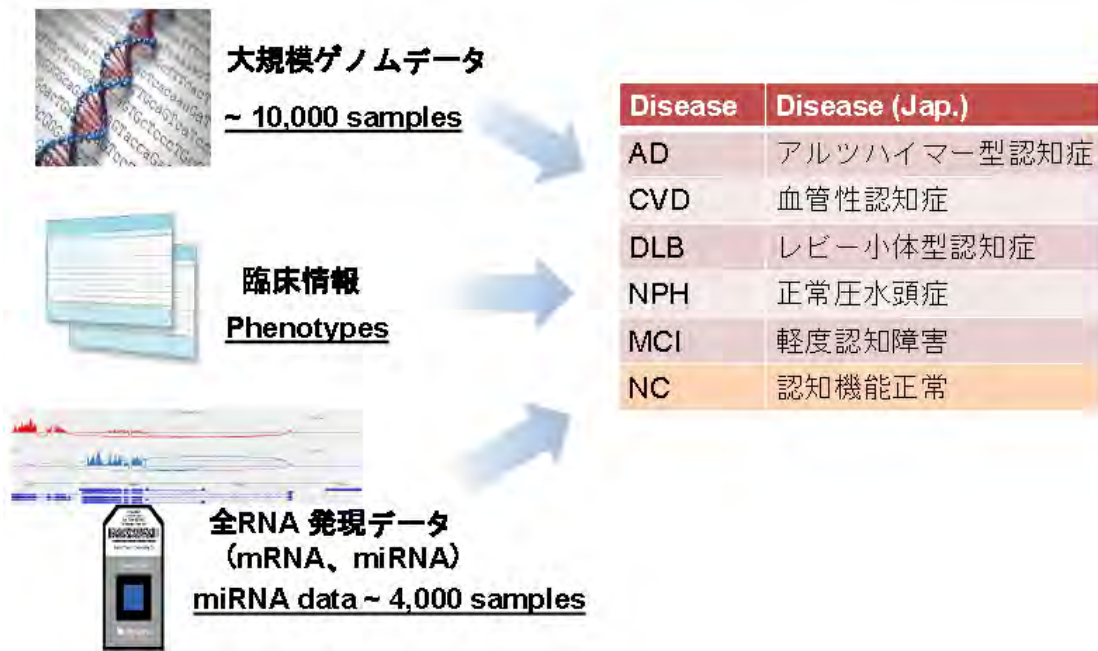 大規模ゲノムデータ
~ 10,000 samples
臨床情報
Phenotypes
全RNA 発現データ
（mRNA、miRNA）
miRNA data ~ 4,000 samples
Disease Disease (Jap.)
AD アルツハイマー型認知症
CVD 血管性認知症
DLB レビー小体型認知症
NPH 正常圧水頭症
MCI 軽度認知障害
NC 認知機能正常